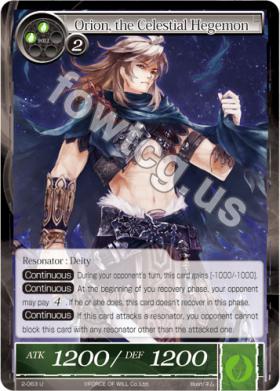 WILL
Orion, the Celestial Hegemon
2
fowtcg.us
Resonator : Deity
Continuous During your opponent's turn, this card gains [-1000/-1000].
Continuous At the beginning of your recovery phase, your opponent
may pay 4. If he or she does, this card doesn't recover in this phase.
Continuous If this card attacks a resonator, your opponent cannot
block this card with any resonator other than the attacked one.
2-063 U
©FORCE OF WILL Co.,Ltd.
ATK 1200/ DEF 1200